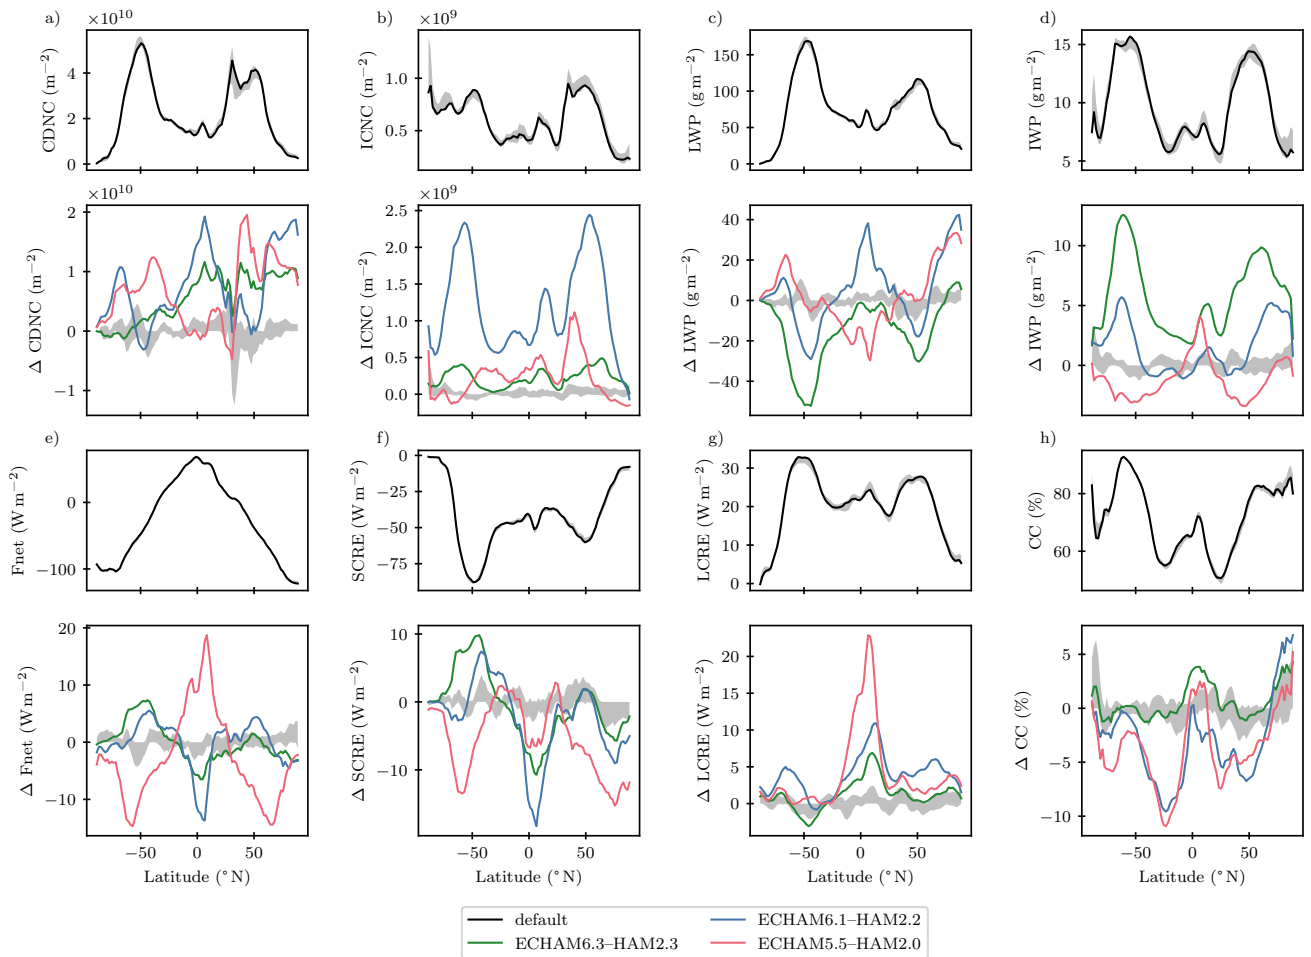 a) b) c) d)
×10¹⁰ ×10⁹
CDNC (m⁻²)
4
2
0
ICNC (m⁻²)
1.0
0.5
LWP (g m⁻²)
150
100
50
0
IWP (g m⁻²)
15
10
5
×10¹⁰ ×10⁹
Δ CDNC (m⁻²)
2
1
0
−1
Δ ICNC (m⁻²)
2.5
2.0
1.5
1.0
0.5
0.0
Δ LWP (g m⁻²)
40
20
0
−20
−40
Δ IWP (g m⁻²)
10
5
0
e) f) g) h)
Fnet (W m⁻²)
0
−100
SCRE (W m⁻²)
0
−25
−50
−75
LCRE (W m⁻²)
30
20
10
0
CC (%)
80
60
Δ Fnet (W m⁻²)
20
10
0
−10
Δ SCRE (W m⁻²)
10
0
−10
Δ LCRE (W m⁻²)
20
15
10
5
0
Δ CC (%)
5
0
−5
−10
−50 0 50 −50 0 50 −50 0 50 −50 0 50
Latitude (°N) Latitude (°N) Latitude (°N) Latitude (°N)
default ECHAM6.1–HAM2.2
ECHAM6.3–HAM2.3 ECHAM5.5–HAM2.0